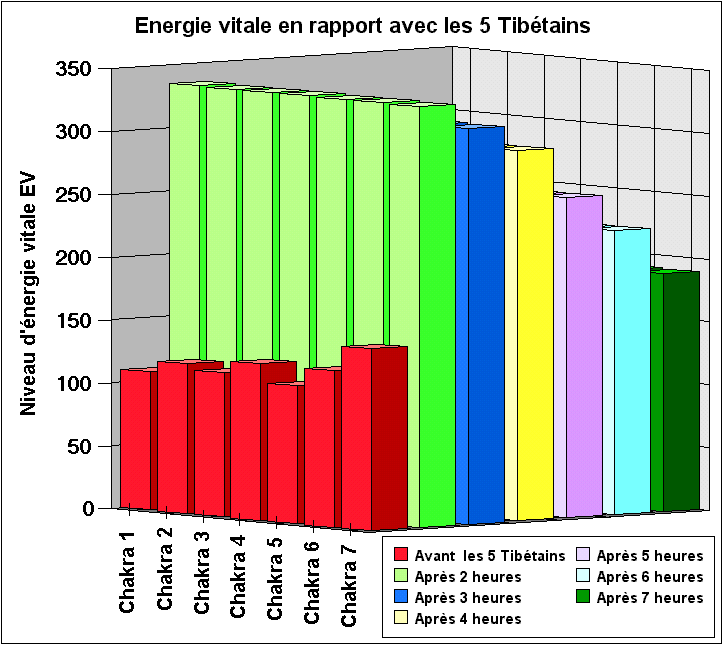 Energie vitale en rapport avec les 5 Tibétains
Niveau d'énergie vitale EV
350
300
250
200
150
100
50
0
Chakra 1
Chakra 2
Chakra 3
Chakra 4
Chakra 5
Chakra 6
Chakra 7
Avant les 5 Tibétains
Après 2 heures
Après 3 heures
Après 4 heures
Après 5 heures
Après 6 heures
Après 7 heures